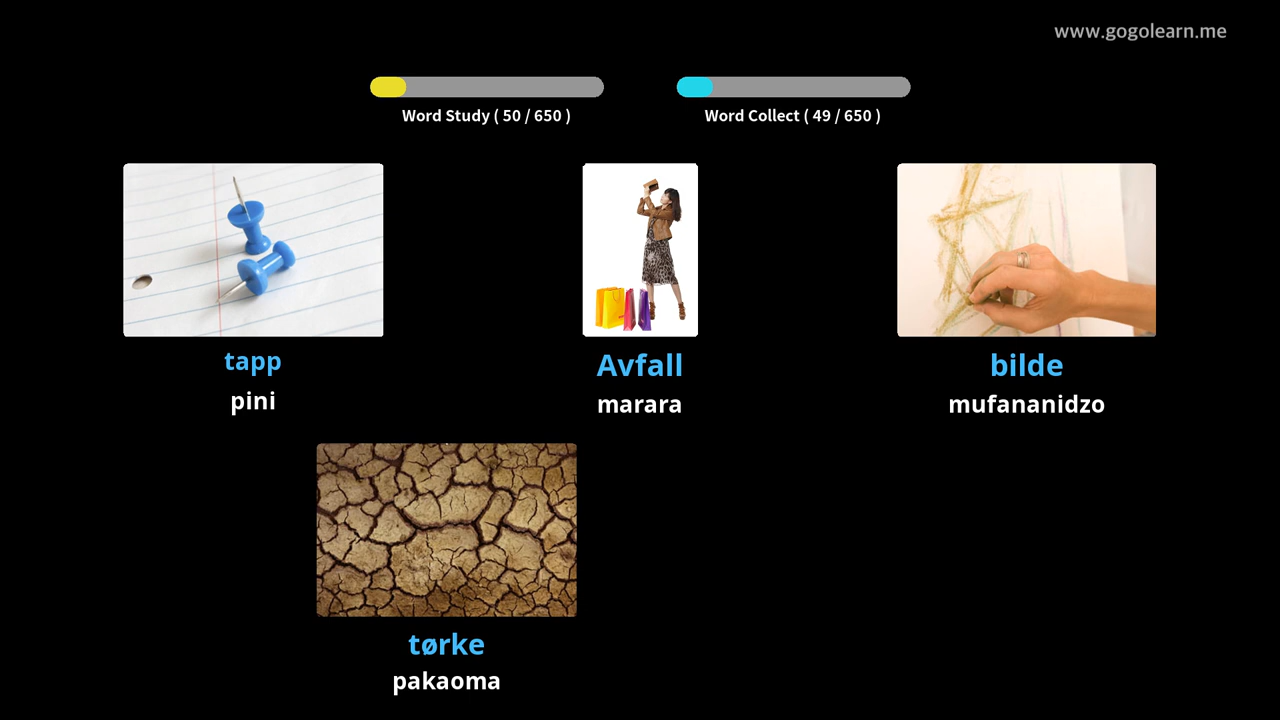 www.gogolearn.me
Word Study ( 50 / 650 )
Word Collect ( 49 / 650 )
tapp
pini
Avfall
marara
bilde
mufananidzo
tørke
pakaoma